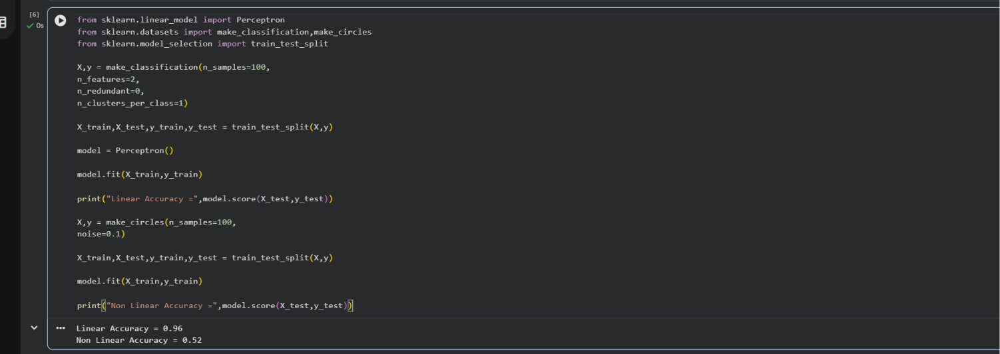 [6]
0s
from sklearn.linear_model import Perceptron
from sklearn.datasets import make_classification,make_circles
from sklearn.model_selection import train_test_split
X,y = make_classification(n_samples=100,
n_features=2,
n_redundant=0,
n_clusters_per_class=1)
X_train,X_test,y_train,y_test = train_test_split(X,y)
model = Perceptron()
model.fit(X_train,y_train)
print("Linear Accuracy =",model.score(X_test,y_test))
X,y = make_circles(n_samples=100,
noise=0.1)
X_train,X_test,y_train,y_test = train_test_split(X,y)
model.fit(X_train,y_train)
print("Non Linear Accuracy =",model.score(X_test,y_test))
Linear Accuracy = 0.96
Non Linear Accuracy = 0.52